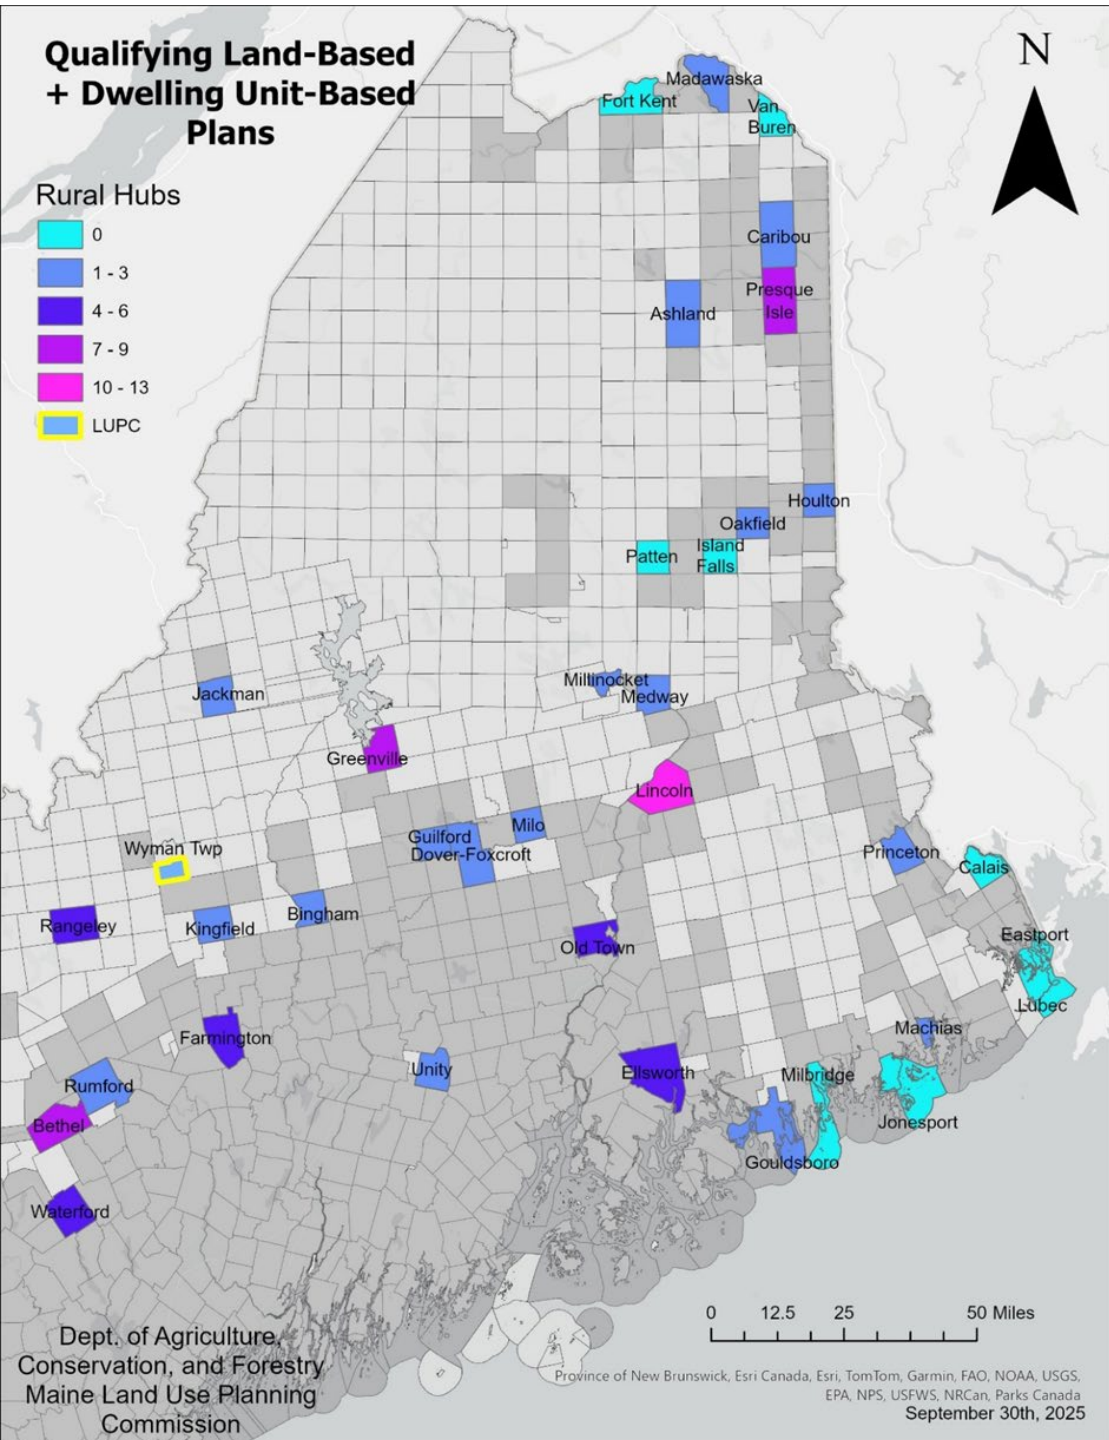 Qualifying Land-Based
+ Dwelling Unit-Based
Plans
N
Rural Hubs
0
1 - 3
4 - 6
7 - 9
10 - 13
LUPC
Madawaska
Fort Kent
Van
Buren
Caribou
Presque
Isle
Ashland
Houlton
Oakfield
Island
Falls
Patten
Millinocket
Medway
Jackman
Greenville
Lincoln
Milo
Guilford
Dover-Foxcroft
Wyman Twp
Princeton
Calais
Bingham
Rangeley
Kingfield
Eastport
Old Town
Lubec
Machias
Farmington
Unity
Ellsworth
Milbridge
Rumford
Jonesport
Bethel
Gouldsboro
Waterford
0 12.5 25 50 Miles
Dept. of Agriculture,
Conservation, and Forestry
Maine Land Use Planning
Commission
Province of New Brunswick, Esri Canada, Esri, TomTom, Garmin, FAO, NOAA, USGS,
EPA, NPS, USFWS, NRCan, Parks Canada
September 30th, 2025